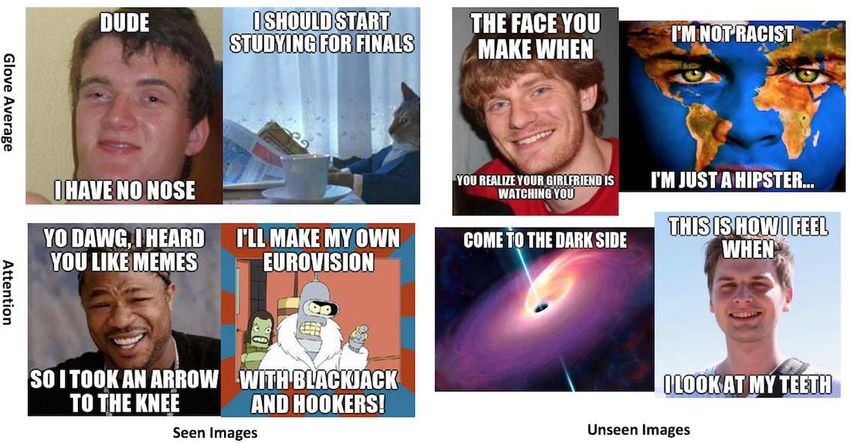 Glove Average
DUDE
I HAVE NO NOSE
I SHOULD START
STUDYING FOR FINALS
THE FACE YOU
MAKE WHEN
YOU REALIZE YOUR GIRLFRIEND IS
WATCHING YOU
I'M NOT RACIST
I'M JUST A HIPSTER...
Attention
YO DAWG, I HEARD
YOU LIKE MEMES
SO I TOOK AN ARROW
TO THE KNEE
I'LL MAKE MY OWN
EUROVISION
WITH BLACKJACK
AND HOOKERS!
COME TO THE DARK SIDE
THIS IS HOW I FEEL
WHEN
I LOOK AT MY TEETH
Seen Images
Unseen Images